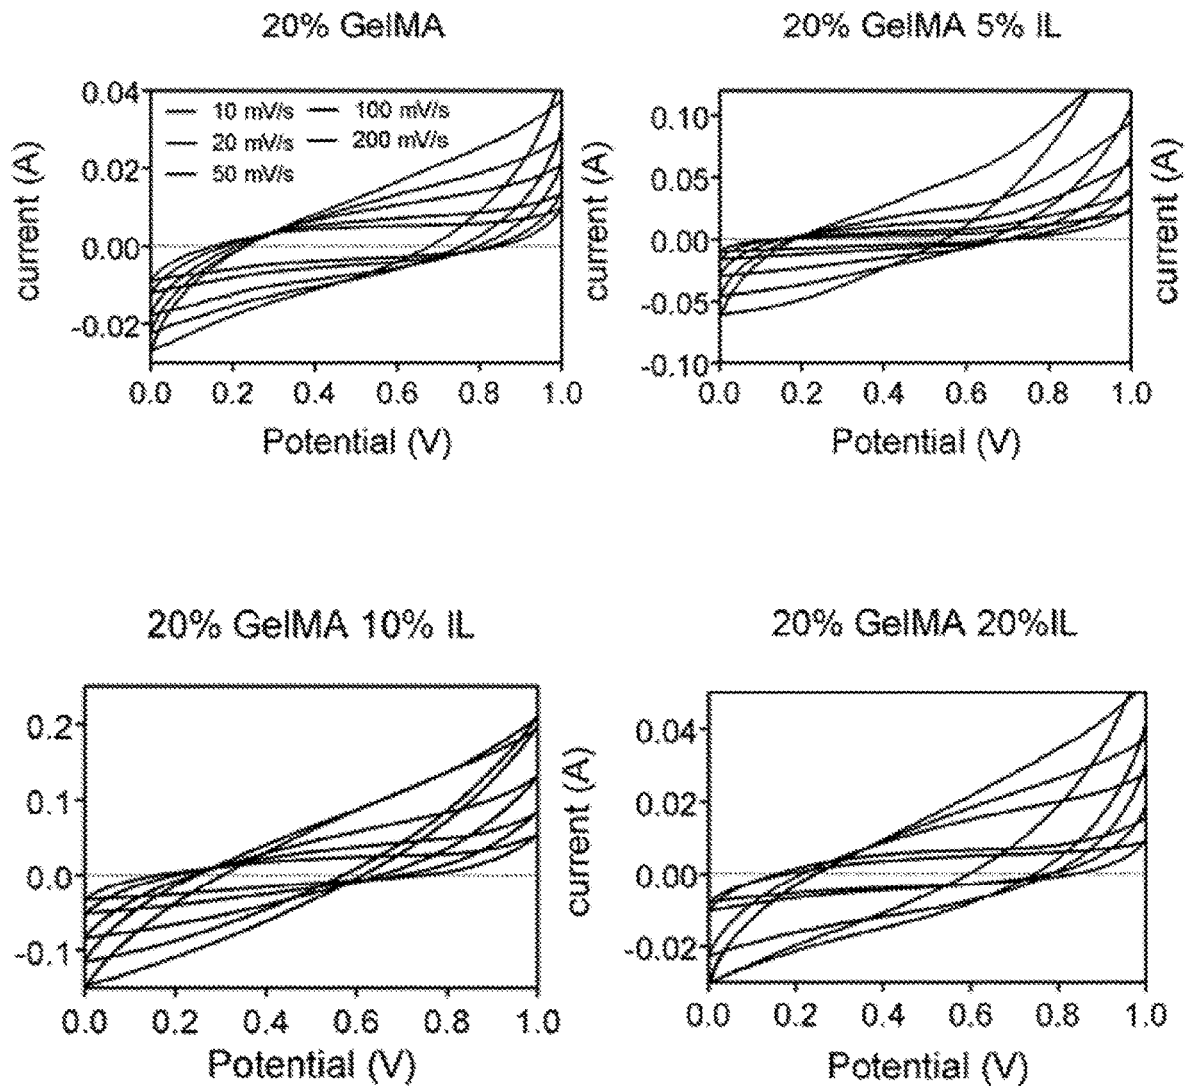 20% GelMA
20% GelMA 5% IL
0.04
0.02
0.00
-0.02
current (A)
10 mV/s
100 mV/s
20 mV/s
200 mV/s
50 mV/s
0.0 0.2 0.4 0.6 0.8 1.0
Potential (V)
current (A)
0.10
0.05
0.00
-0.05
-0.10
0.0 0.2 0.4 0.6 0.8 1.0
Potential (V)
current (A)
20% GelMA 10% IL
20% GelMA 20%IL
0.2
0.1
0.0
-0.1
0.0 0.2 0.4 0.6 0.8 1.0
Potential (V)
current (A)
0.04
0.02
0.00
-0.02
0.0 0.2 0.4 0.6 0.8 1.0
Potential (V)